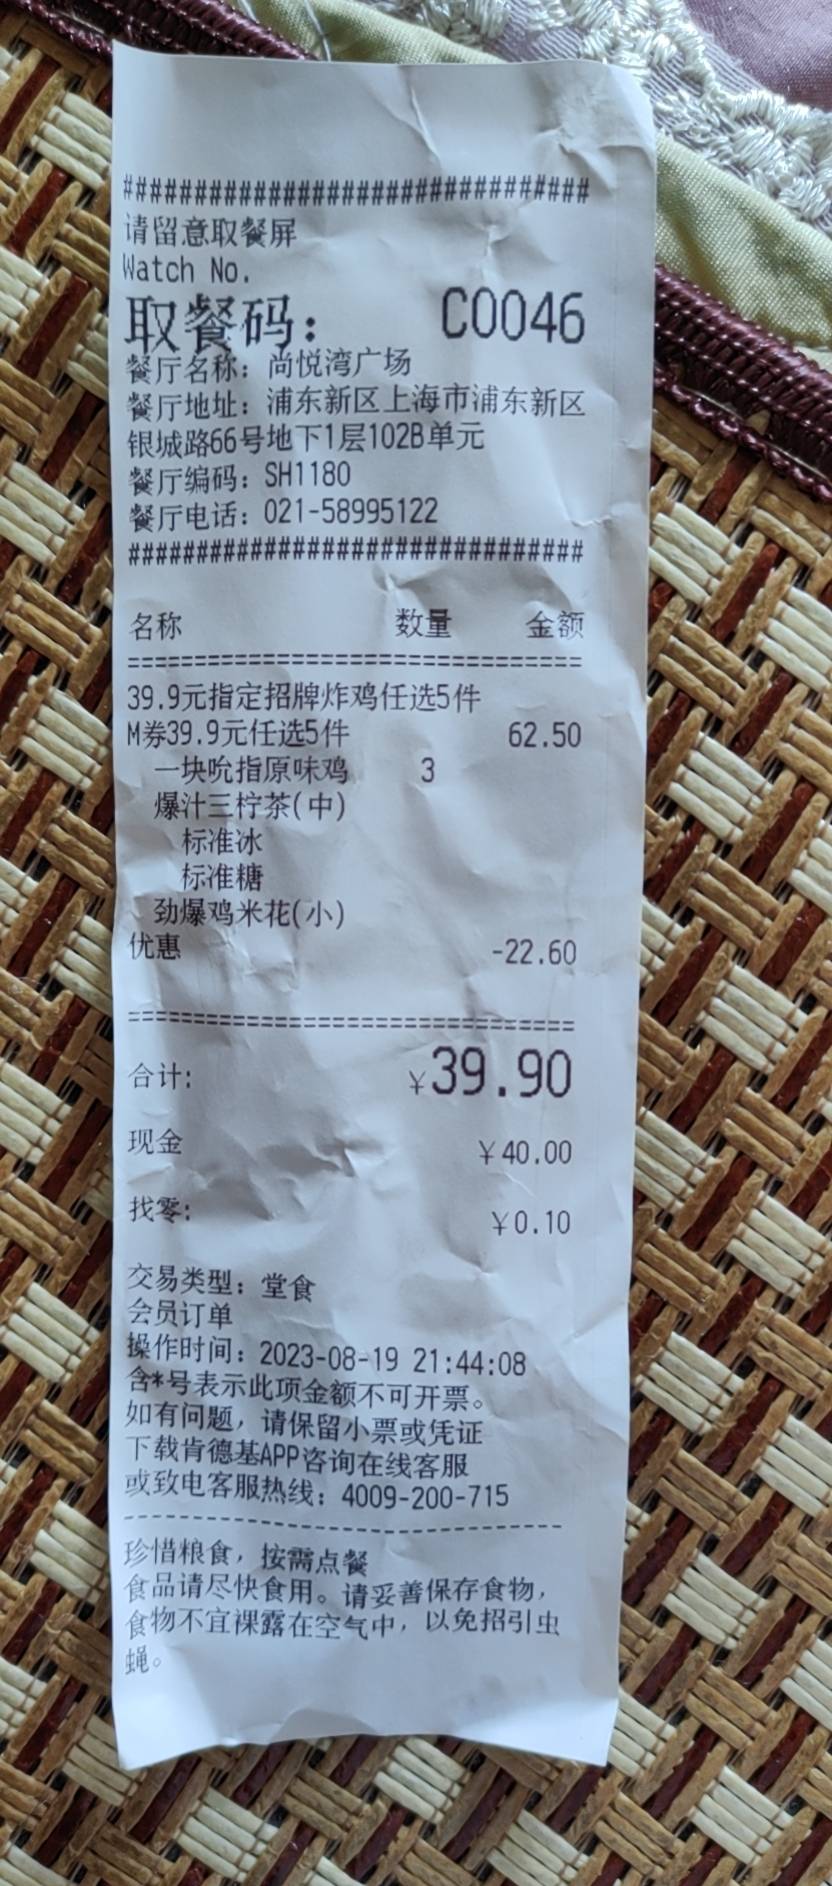 #################################
请留意取餐屏
Watch No.
取餐码: C0046
餐厅名称: 尚悦湾广场
餐厅地址: 浦东新区上海市浦东新区
银城路66号地下1层102B单元
餐厅编码: SH1180
餐厅电话: 021-58995122
#################################
名称 数量 金额
=================================
39.9元指定招牌炸鸡任选5件
M券39.9元任选5件 62.50
一块吮指原味鸡 3
爆汁三柠茶(中)
标准冰
标准糖
劲爆鸡米花(小)
优惠 -22.60
=================================
合计: ¥39.90
现金 ¥40.00
找零: ¥0.10
交易类型: 堂食
会员订单
操作时间: 2023-08-19 21:44:08
含*号表示此项金额不可开票。
如有问题, 请保留小票或凭证
下载肯德基APP咨询在线客服
或致电客服热线: 4009-200-715
---------------------------------
珍惜粮食, 按需点餐
食品请尽快食用。请妥善保存食物,
食物不宜裸露在空气中, 以免招引虫
蝇。